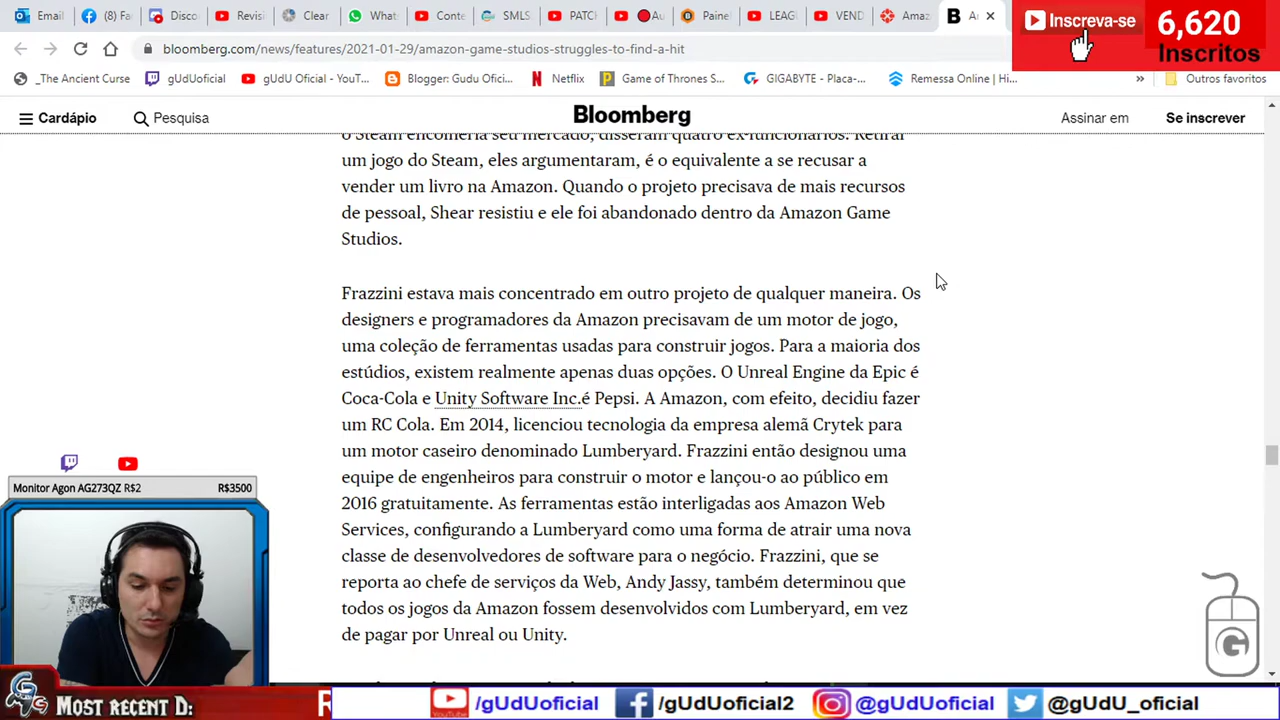 Email
(8) Fa
Disco
Revis
Clear
What
Conte
SMLS
PATC
Au
Paine
LEAG
VEND
Amaz
Inscreva-se
6,620
Inscritos
bloomberg.com/news/features/2021-01-29/amazon-game-studios-struggles-to-find-a-hit
_The Ancient Curse
gUdUoficial
gUdU Oficial - YouT...
Blogger: Gudu Ofici...
Netflix
Game of Thrones S...
GIGABYTE - Placa-...
Remessa Online | Hi...
»
Outros favoritos
Cardápio
Pesquisa
Bloomberg
Assinar em
Se inscrever
o Steam encolheria seu mercado, disseram quatro ex-funcionários. Retirar
um jogo do Steam, eles argumentaram, é o equivalente a se recusar a
vender um livro na Amazon. Quando o projeto precisava de mais recursos
de pessoal, Shear resistiu e ele foi abandonado dentro da Amazon Game
Studios.
Frazzini estava mais concentrado em outro projeto de qualquer maneira. Os
designers e programadores da Amazon precisavam de um motor de jogo,
uma coleção de ferramentas usadas para construir jogos. Para a maioria dos
estúdios, existem realmente apenas duas opções. O Unreal Engine da Epic é
Coca-Cola e Unity Software Inc.é Pepsi. A Amazon, com efeito, decidiu fazer
um RC Cola. Em 2014, licenciou tecnologia da empresa alemã Crytek para
um motor caseiro denominado Lumberyard. Frazzini então designou uma
equipe de engenheiros para construir o motor e lançou-o ao público em
2016 gratuitamente. As ferramentas estão interligadas aos Amazon Web
Services, configurando a Lumberyard como uma forma de atrair uma nova
classe de desenvolvedores de software para o negócio. Frazzini, que se
reporta ao chefe de serviços da Web, Andy Jassy, também determinou que
todos os jogos da Amazon fossem desenvolvidos com Lumberyard, em vez
de pagar por Unreal ou Unity.
Monitor Agon AG273QZ R$2 R$3500
Most recent D:
R
/gUdUoficial
/gUdUoficial2
@gUdUoficial
@gUdU_oficial